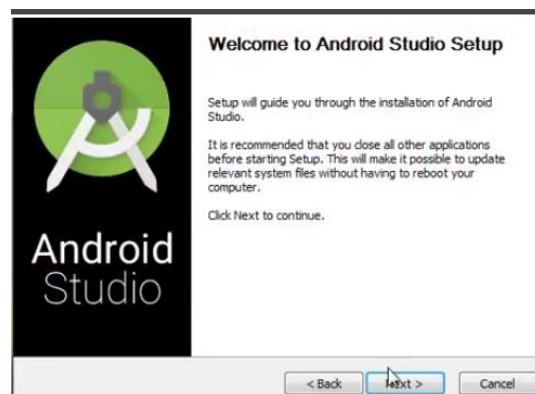 Welcome to Android Studio Setup
Setup will guide you through the installation of Android
Studio.
It is recommended that you close all other applications
before starting Setup. This will make it possible to update
relevant system files without having to reboot your
computer.
Click Next to continue.
Android
Studio
< Back
Next >
Cancel